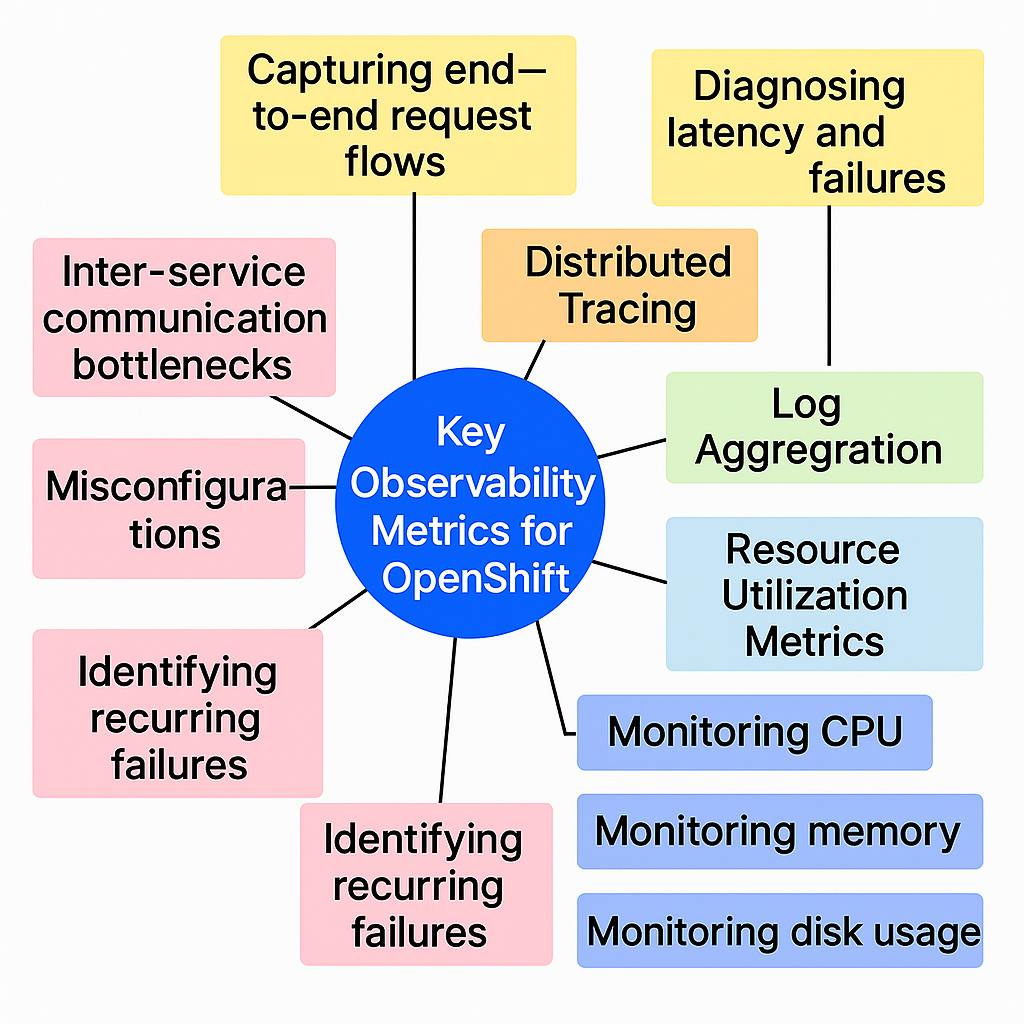 Capturing end–
to-end request
flows
Diagnosing
latency and
failures
Distributed
Tracing
Inter-service
communication
bottlenecks
Key
Observability
Metrics for
OpenShift
Log
Aggregration
Misconfigura
tions
Resource
Utilization
Metrics
Identifying
recurring
failures
Monitoring CPU
Monitoring memory
Identifying
recurring
failures
Monitoring disk usage